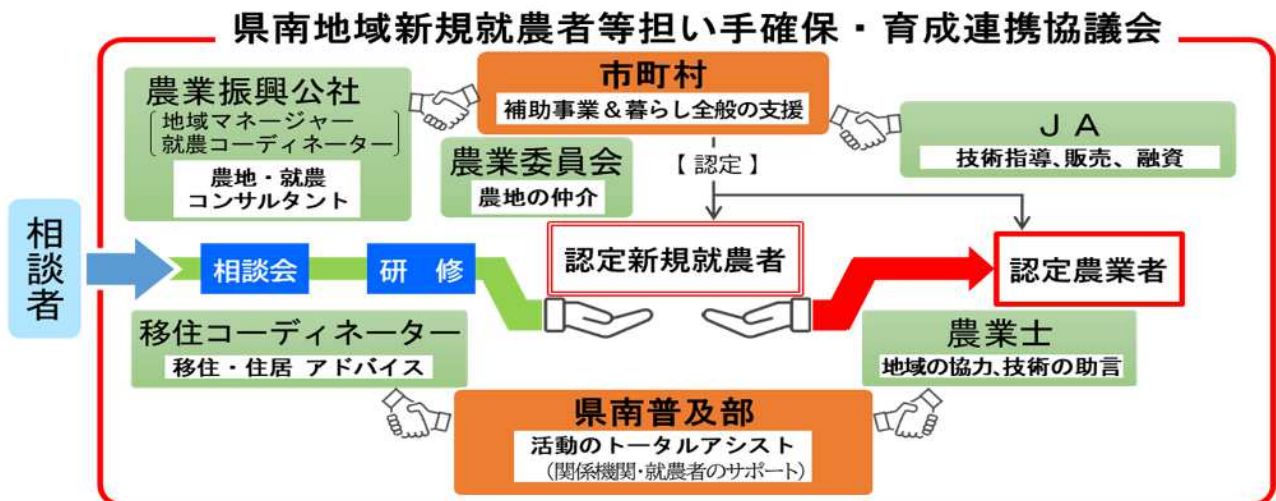 県南地域新規就農者等担い手確保・育成連携協議会
農業振興公社
地域マネージャー
就農コーディネーター
農地・就農
コンサルタント
市町村
補助事業＆暮らし全般の支援
ＪＡ
技術指導、販売、融資
農業委員会
農地の仲介
【認定】
相談者
相談会
研修
認定新規就農者
認定農業者
移住コーディネーター
移住・住居 アドバイス
農業士
地域の協力、技術の助言
県南普及部
活動のトータルアシスト
（関係機関・就農者のサポート）